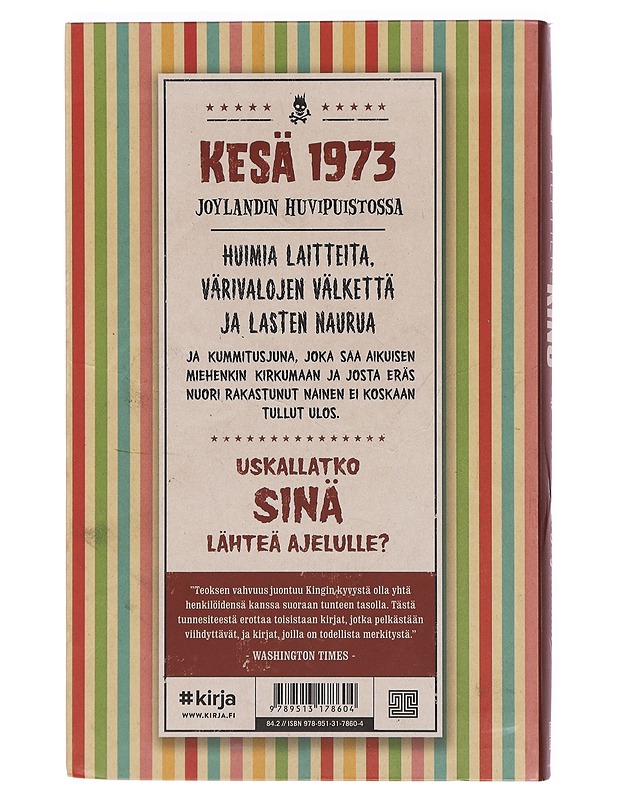 KESÄ 1973
JOYLANDIN HUVIPUISTOSSA
HUIMIA LAITTEITA,
VÄRIVALOJEN VÄLKETTÄ
JA LASTEN NAURUA
JA KUMMITUSJUNA, JOKA SAA AIKUISEN
MIEHENKIN KIRKUMAAN JA JOSTA ERÄS
NUORI RAKASTUNUT NAINEN EI KOSKAAN
TULLUT ULOS.
USKALLATKO
SINÄ
LÄHTEÄ AJELULLE?
"Teoksen vahvuus juontuu Kingin kyvystä olla yhtä
henkilöidensä kanssa suoraan tunteen tasolla. Tästä
tunnesiteestä erottaa toisistaan kirjat, jotka pelkästään
viihdyttävät, ja kirjat, joilla on todellista merkitystä."
- WASHINGTON TIMES -
#kirja
WWW.KIRJA.FI
9789513178604
84.2 // ISBN 978-951-31-7860-4
KING